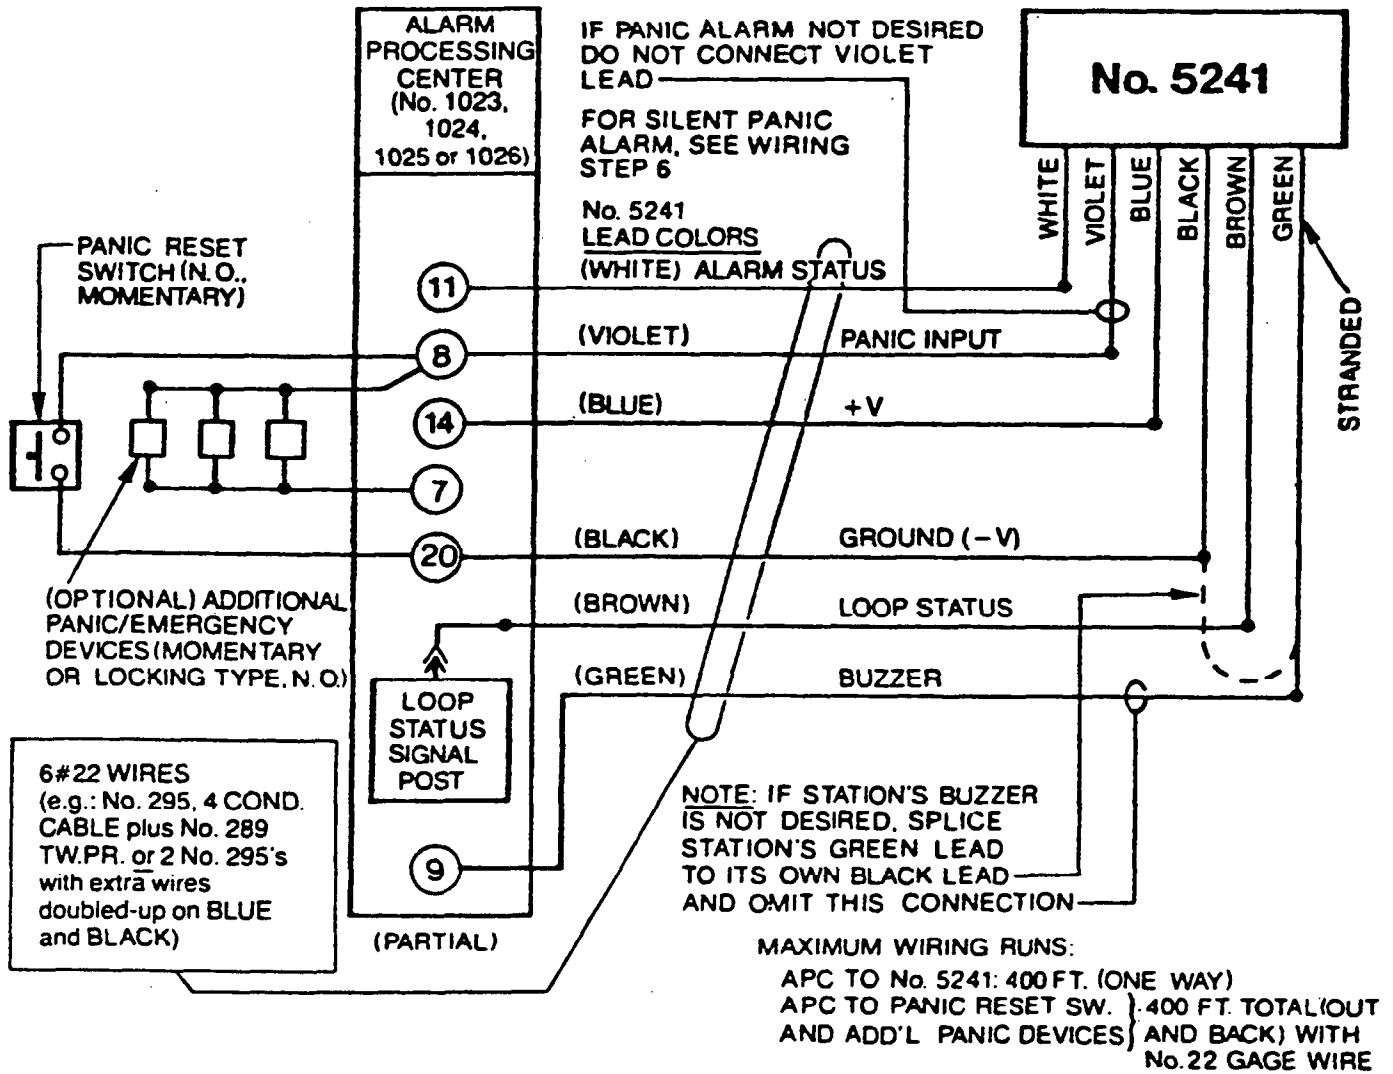 ALARM
PROCESSING
CENTER
(No. 1023,
1024,
1025 or 1026)
IF PANIC ALARM NOT DESIRED
DO NOT CONNECT VIOLET
LEAD
FOR SILENT PANIC
ALARM, SEE WIRING
STEP 6
No. 5241
LEAD COLORS
No. 5241
WHITE
VIOLET
BLUE
BLACK
BROWN
GREEN
STRANDED
PANIC RESET
SWITCH (N.O.,
MOMENTARY)
11
(WHITE) ALARM STATUS
8
(VIOLET) PANIC INPUT
14
(BLUE) +V
7
20
(BLACK) GROUND (-V)
(BROWN) LOOP STATUS
(GREEN) BUZZER
(OPTIONAL) ADDITIONAL
PANIC/EMERGENCY
DEVICES (MOMENTARY
OR LOCKING TYPE, N.O.)
LOOP
STATUS
SIGNAL
POST
9
(PARTIAL)
6#22 WIRES
(e.g.: No. 295, 4 COND.
CABLE plus No. 289
TW.PR. or 2 No. 295's
with extra wires
doubled-up on BLUE
and BLACK)
NOTE: IF STATION'S BUZZER
IS NOT DESIRED, SPLICE
STATION'S GREEN LEAD
TO ITS OWN BLACK LEAD
AND OMIT THIS CONNECTION
MAXIMUM WIRING RUNS:
APC TO No. 5241: 400 FT. (ONE WAY)
APC TO PANIC RESET SW.
AND ADD'L PANIC DEVICES
400 FT. TOTAL (OUT
AND BACK) WITH
No. 22 GAGE WIRE